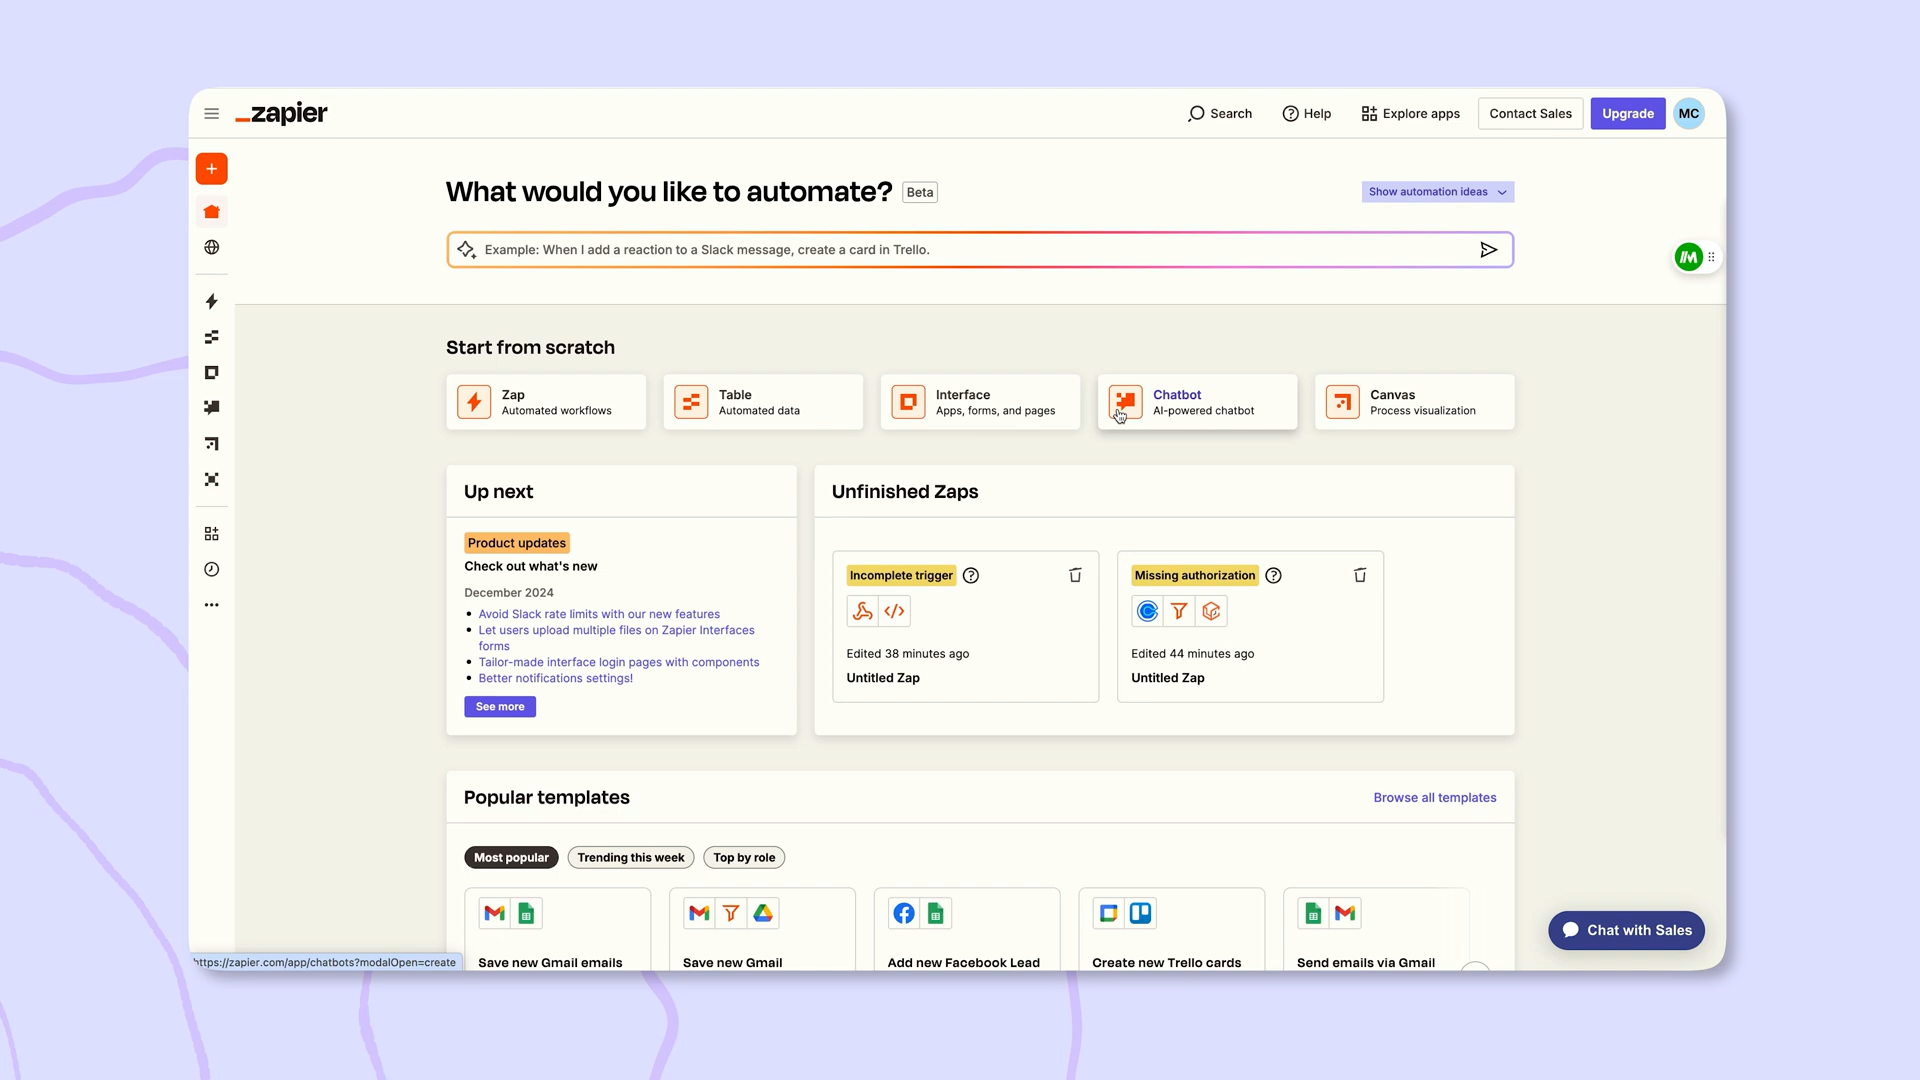 zapier
Search
Help
Explore apps
Contact Sales
Upgrade
MC
What would you like to automate?
Beta
Show automation ideas
Example: When I add a reaction to a Slack message, create a card in Trello.
Start from scratch
Zap
Automated workflows
Table
Automated data
Interface
Apps, forms, and pages
Chatbot
AI-powered chatbot
Canvas
Process visualization
Up next
Product updates
Check out what's new
December 2024
Avoid Slack rate limits with our new features
Let users upload multiple files on Zapier Interfaces
forms
Tailor-made interface login pages with components
Better notifications settings!
See more
Unfinished Zaps
Incomplete trigger
Edited 38 minutes ago
Untitled Zap
Missing authorization
Edited 44 minutes ago
Untitled Zap
Popular templates
Browse all templates
Most popular
Trending this week
Top by role
Save new Gmail emails
Save new Gmail
Add new Facebook Lead
Create new Trello cards
Send emails via Gmail
Chat with Sales
https://zapier.com/app/chatbots?modalOpen=create